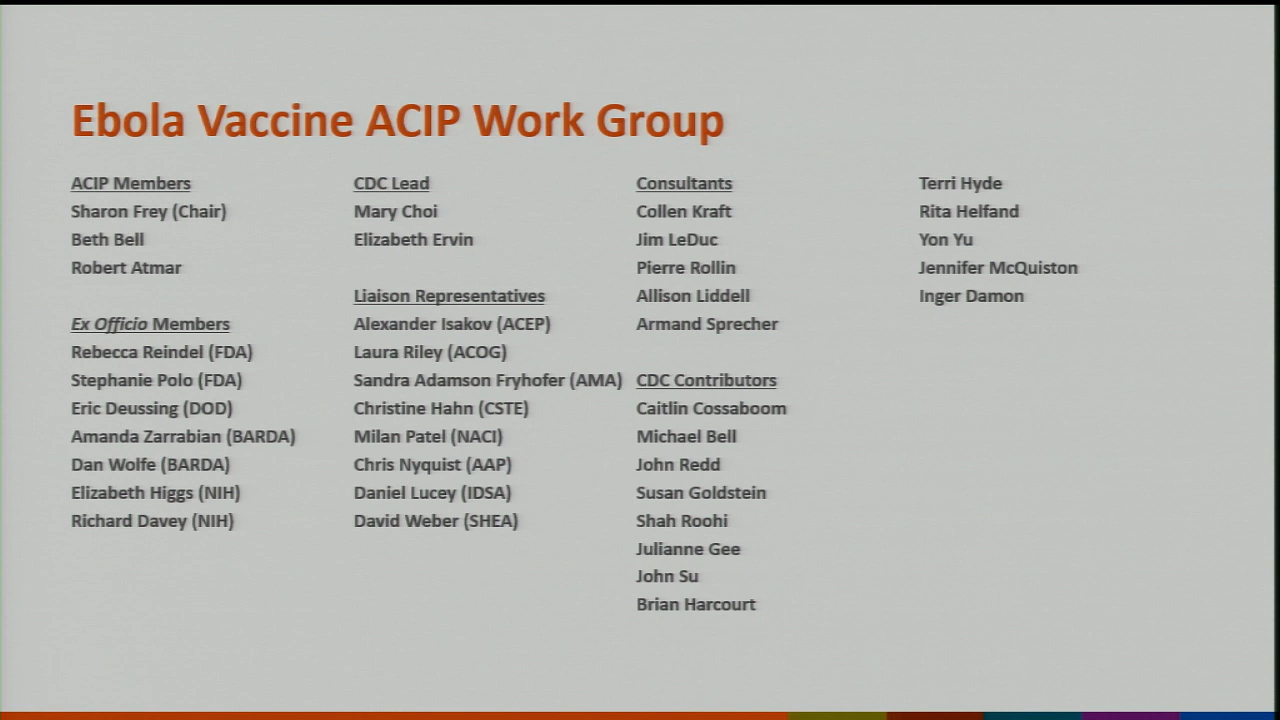 Ebola Vaccine ACIP Work Group
ACIP Members
Sharon Frey (Chair)
Beth Bell
Robert Atmar
Ex Officio Members
Rebecca Reindel (FDA)
Stephanie Polo (FDA)
Eric Deussing (DOD)
Amanda Zarrabian (BARDA)
Dan Wolfe (BARDA)
Elizabeth Higgs (NIH)
Richard Davey (NIH)
CDC Lead
Mary Choi
Elizabeth Ervin
Liaison Representatives
Alexander Isakov (ACEP)
Laura Riley (ACOG)
Sandra Adamson Fryhofer (AMA)
Christine Hahn (CSTE)
Milan Patel (NACI)
Chris Nyquist (AAP)
Daniel Lucey (IDSA)
David Weber (SHEA)
Consultants
Collen Kraft
Jim LeDuc
Pierre Rollin
Allison Liddell
Armand Sprecher
CDC Contributors
Caitlin Cossaboom
Michael Bell
John Redd
Susan Goldstein
Shah Roohi
Julianne Gee
John Su
Brian Harcourt
Terri Hyde
Rita Helfand
Yon Yu
Jennifer McQuiston
Inger Damon